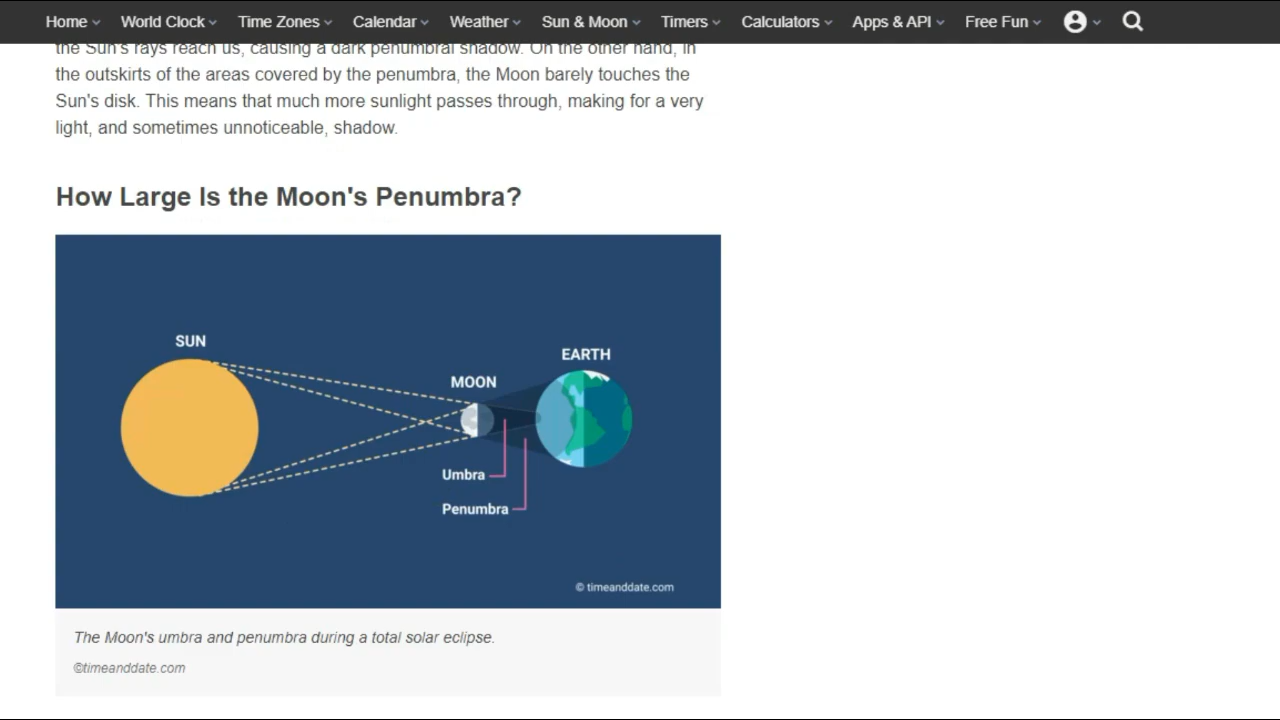 Home World Clock Time Zones Calendar Weather Sun & Moon Timers Calculators Apps & API Free Fun
the Sun's rays reach us, causing a dark penumbral shadow. On the other hand, in
the outskirts of the areas covered by the penumbra, the Moon barely touches the
Sun's disk. This means that much more sunlight passes through, making for a very
light, and sometimes unnoticeable, shadow.
How Large Is the Moon's Penumbra?
SUN
EARTH
MOON
Umbra
Penumbra
© timeanddate.com
The Moon's umbra and penumbra during a total solar eclipse.
©timeanddate.com